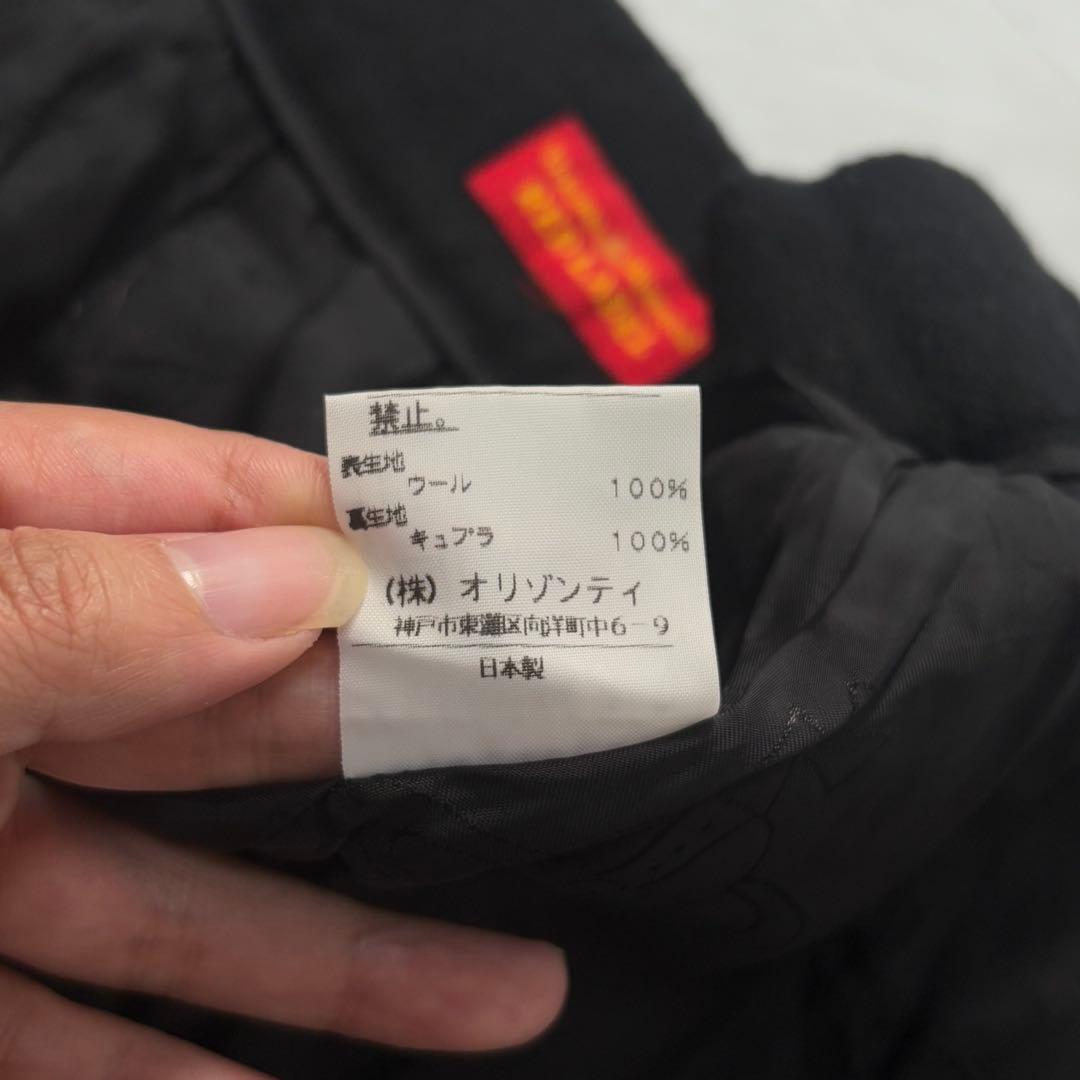 禁止。
表生地
ウール 100%
裏生地
キュプラ 100%
(株) オリゾンティ
神戸市東灘区向洋町中6-9
日本製